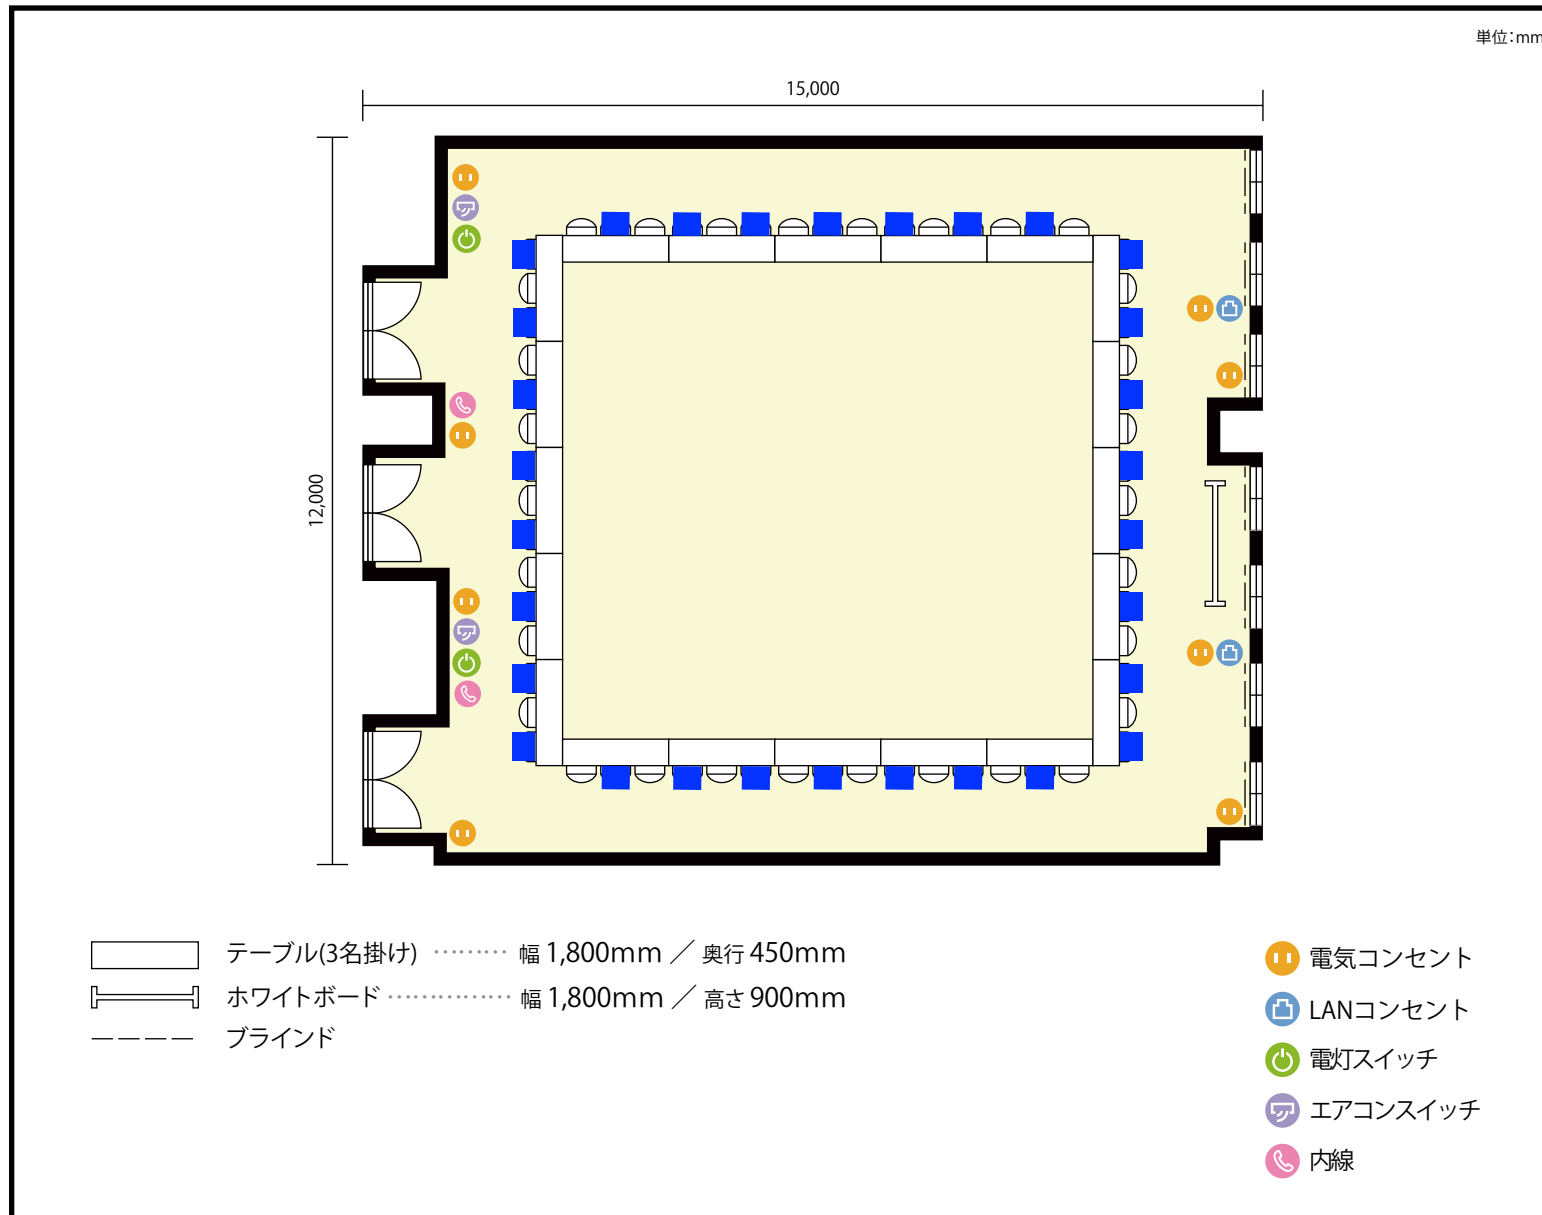 単位:mm
15,000
12,000
テーブル(3名掛け) ……… 幅 1,800mm ／ 奥行 450mm
ホワイトボード …………… 幅 1,800mm ／ 高さ 900mm
ブラインド
電気コンセント
LANコンセント
電灯スイッチ
エアコンスイッチ
内線